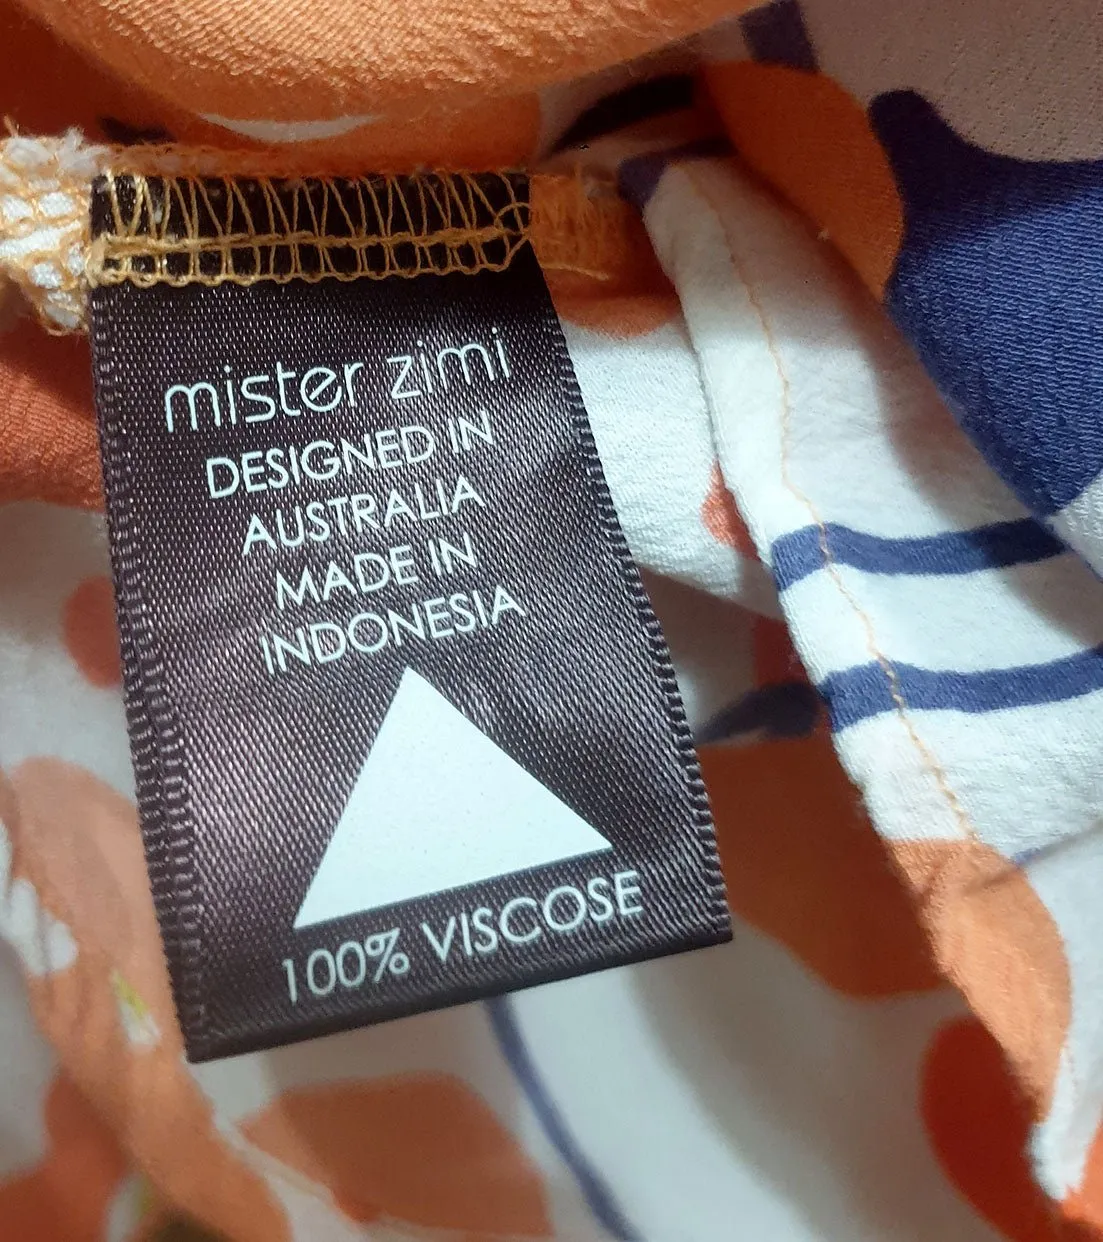 mister zimi
DESIGNED IN
AUSTRALIA
MADE IN
INDONESIA
100% VISCOSE